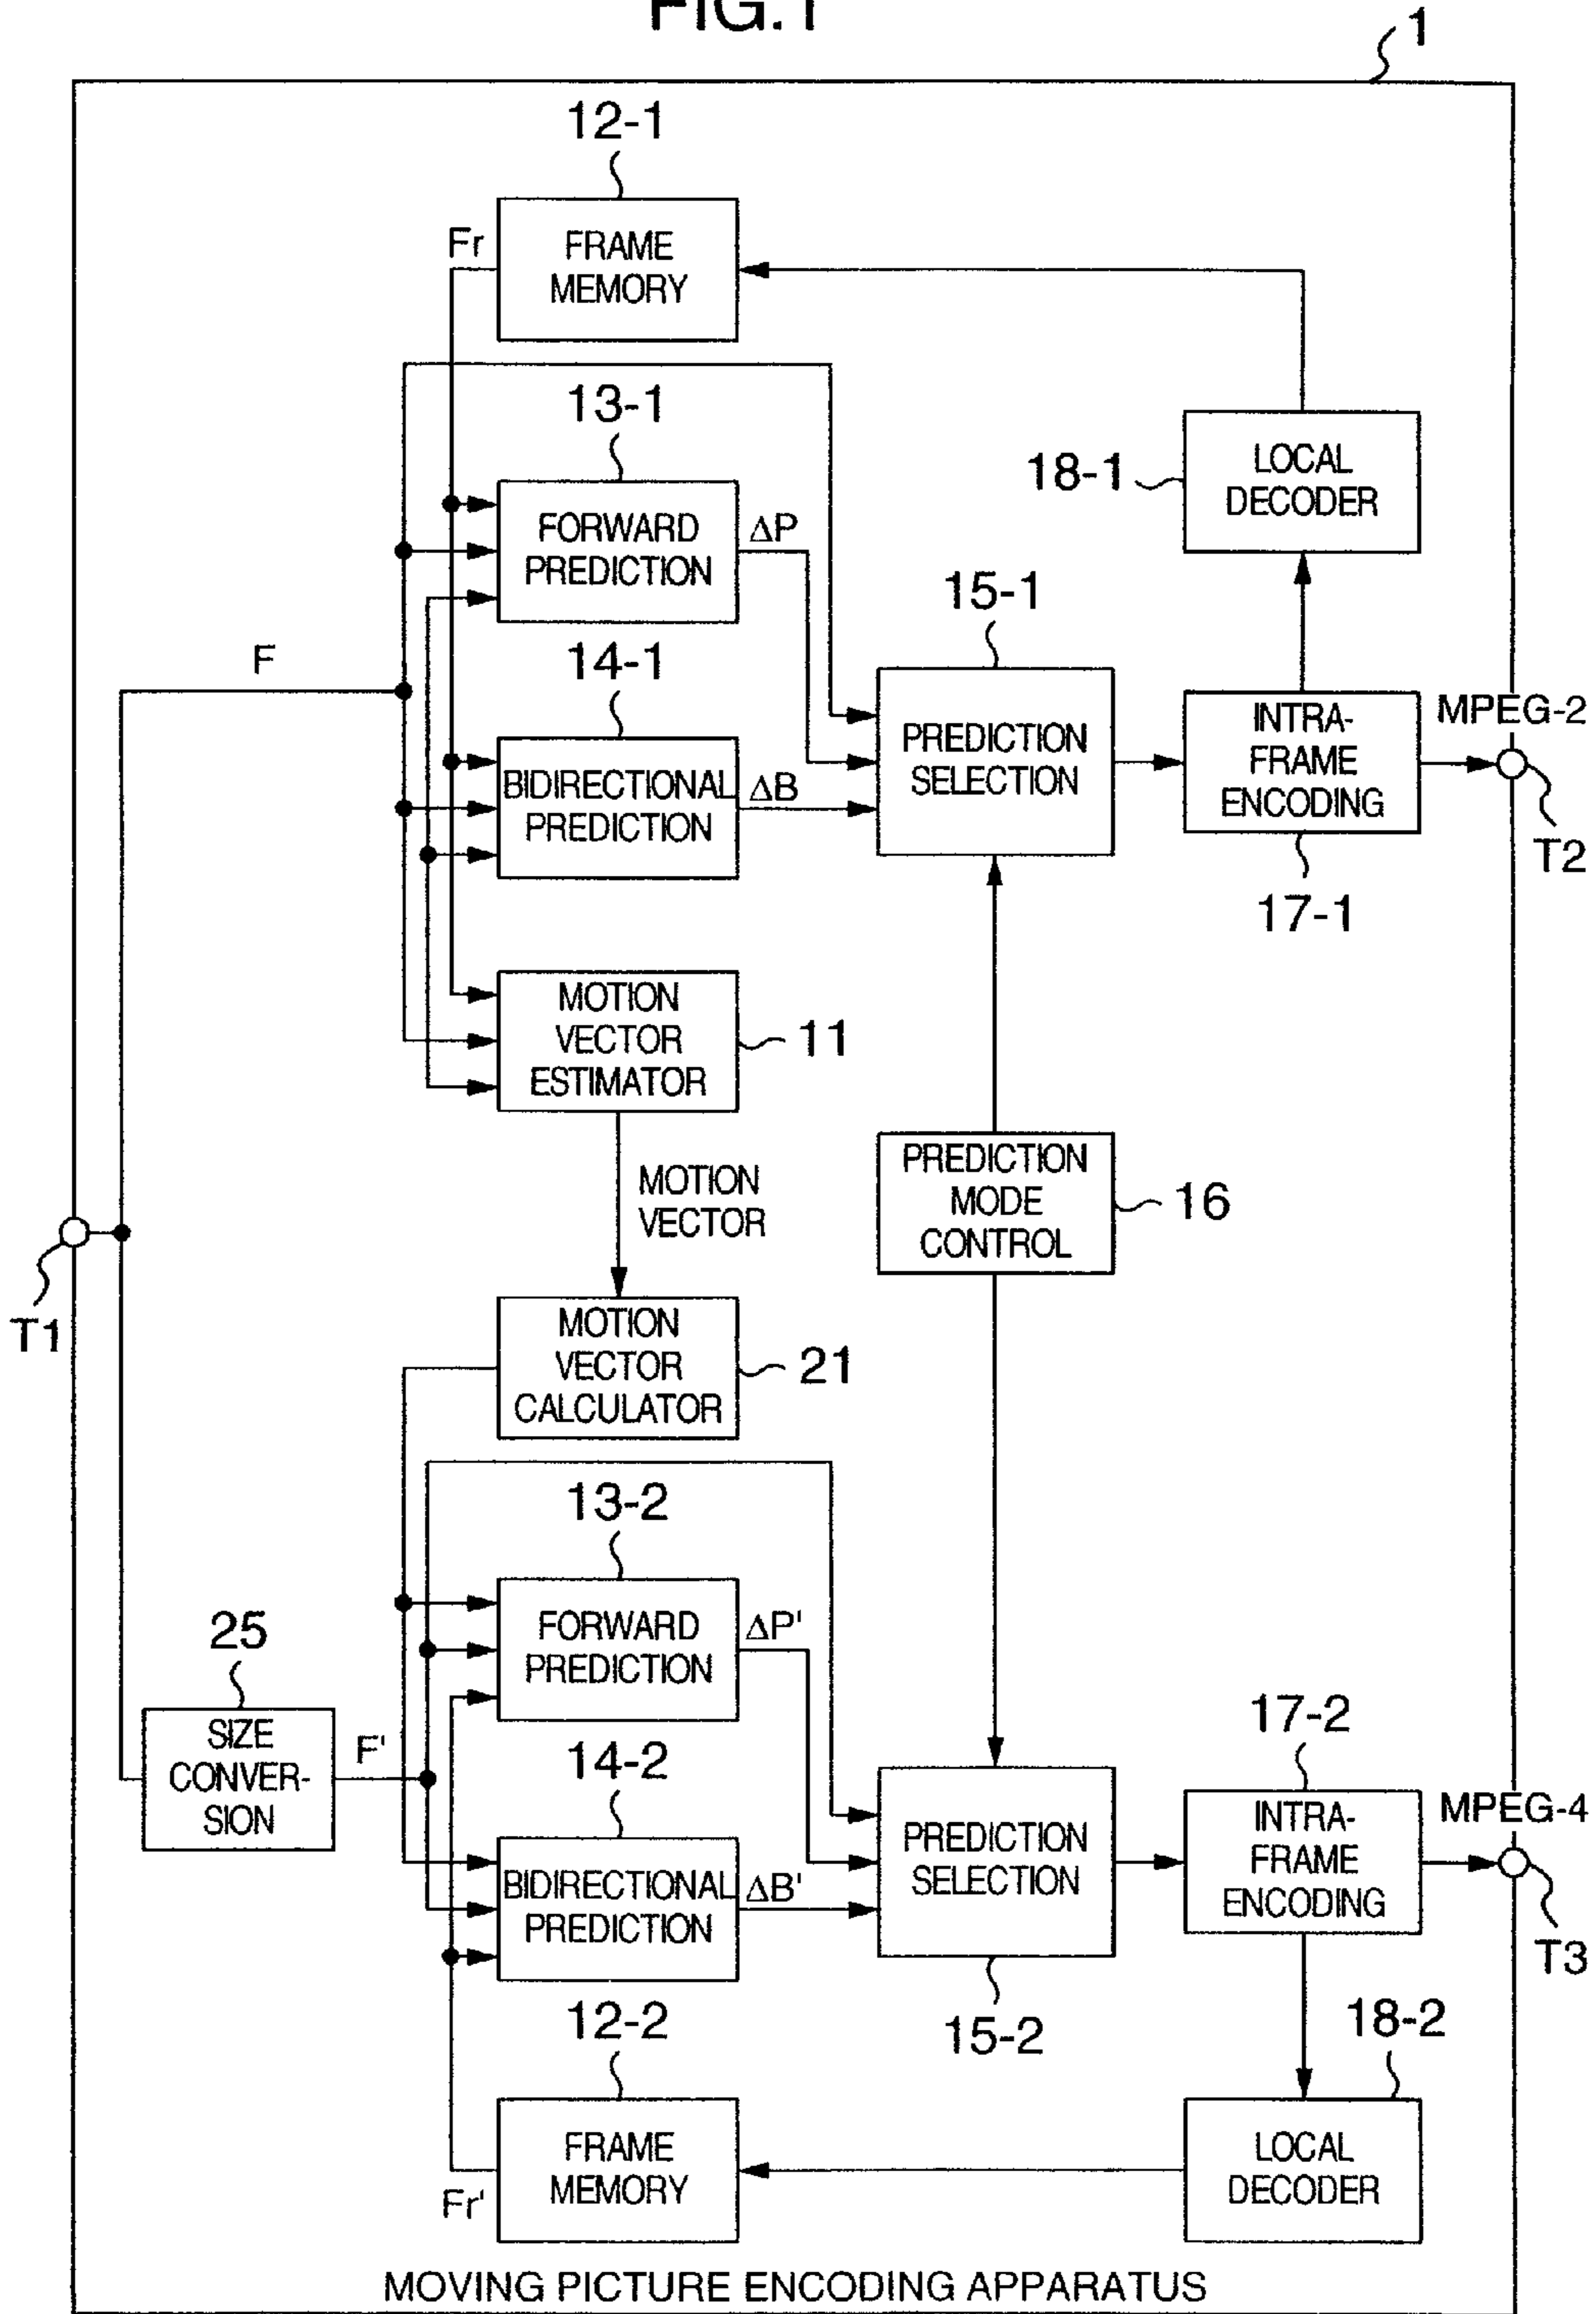 FIG.1
1
12-1
Fr
FRAME
MEMORY
13-1
FORWARD
PREDICTION
ΔP
18-1
LOCAL
DECODER
15-1
F
14-1
BIDIRECTIONAL
PREDICTION
ΔB
PREDICTION
SELECTION
INTRA-
FRAME
ENCODING
MPEG-2
T2
17-1
MOTION
VECTOR
ESTIMATOR
11
MOTION
VECTOR
PREDICTION
MODE
CONTROL
16
T1
MOTION
VECTOR
CALCULATOR
21
13-2
FORWARD
PREDICTION
ΔP'
25
SIZE
CONVER-
SION
F'
14-2
BIDIRECTIONAL
PREDICTION
ΔB'
PREDICTION
SELECTION
15-2
17-2
INTRA-
FRAME
ENCODING
MPEG-4
T3
12-2
FRAME
MEMORY
Fr'
18-2
LOCAL
DECODER
MOVING PICTURE ENCODING APPARATUS